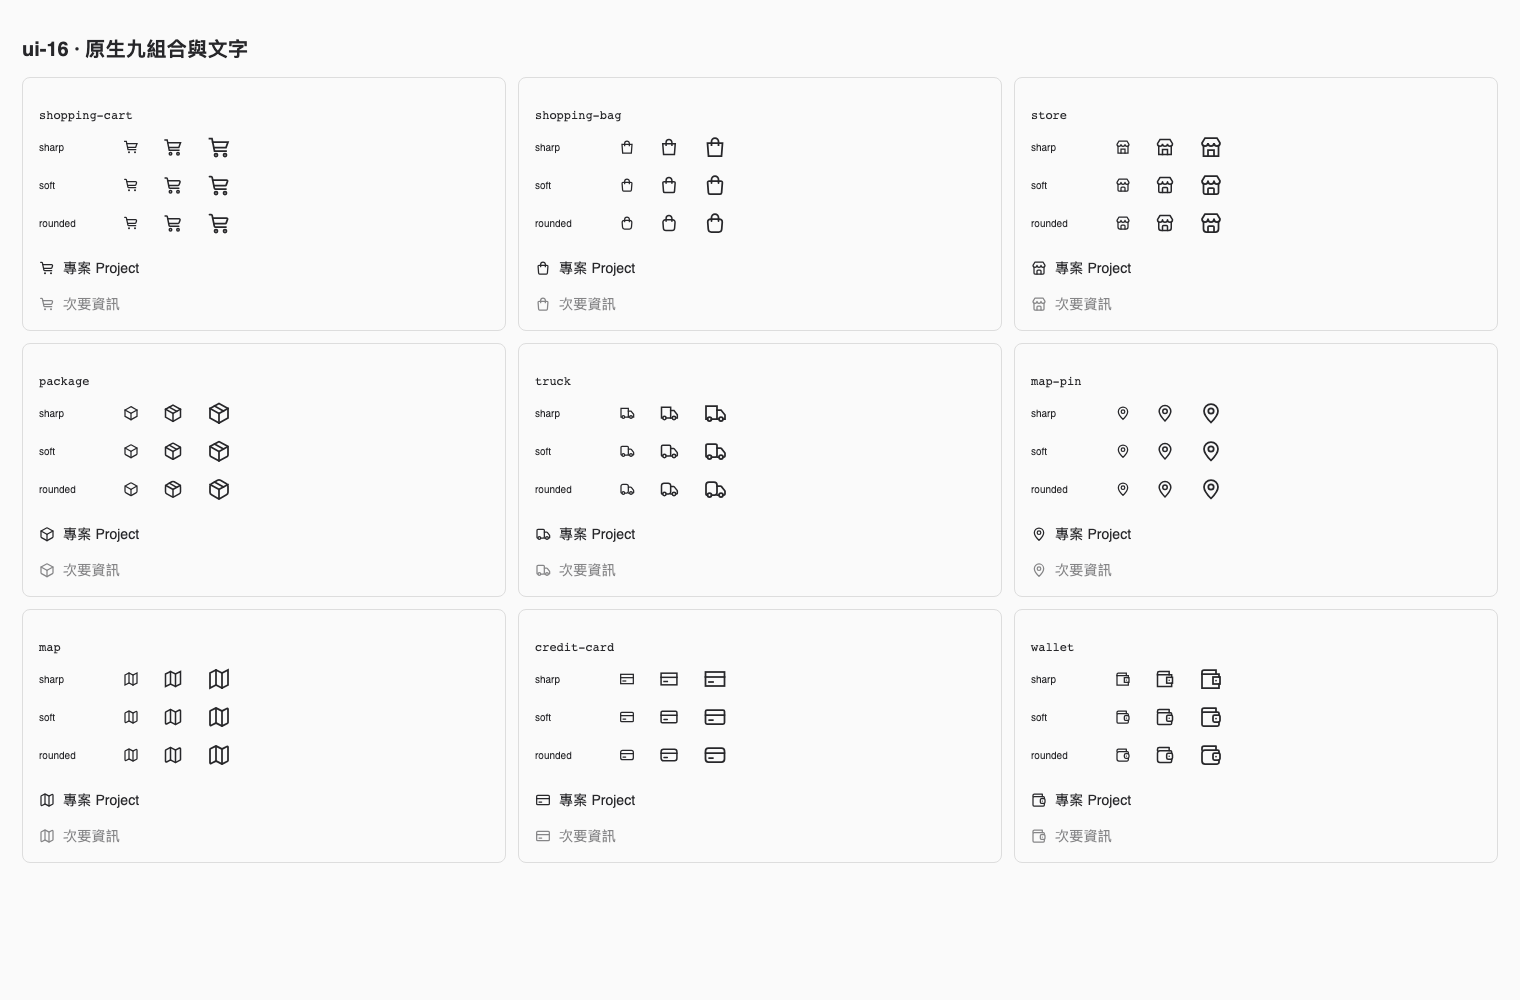 ui-16 · 原生九組合與文字
shopping-cart
sharp
soft
rounded
專案 Project
次要資訊
shopping-bag
sharp
soft
rounded
專案 Project
次要資訊
store
sharp
soft
rounded
專案 Project
次要資訊
package
sharp
soft
rounded
專案 Project
次要資訊
truck
sharp
soft
rounded
專案 Project
次要資訊
map-pin
sharp
soft
rounded
專案 Project
次要資訊
map
sharp
soft
rounded
專案 Project
次要資訊
credit-card
sharp
soft
rounded
專案 Project
次要資訊
wallet
sharp
soft
rounded
專案 Project
次要資訊